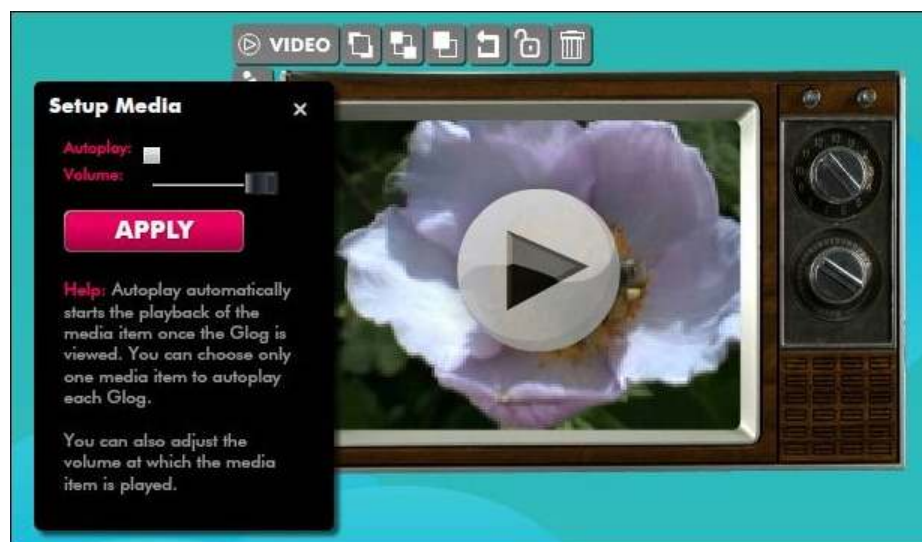 VIDEO
Setup Media
Autoplay:
Volume:
APPLY
Help: Autoplay automatically
starts the playback of the
media item once the Glog is
viewed. You can choose only
one media item to autoplay
each Glog.
You can also adjust the
volume at which the media
item is played.